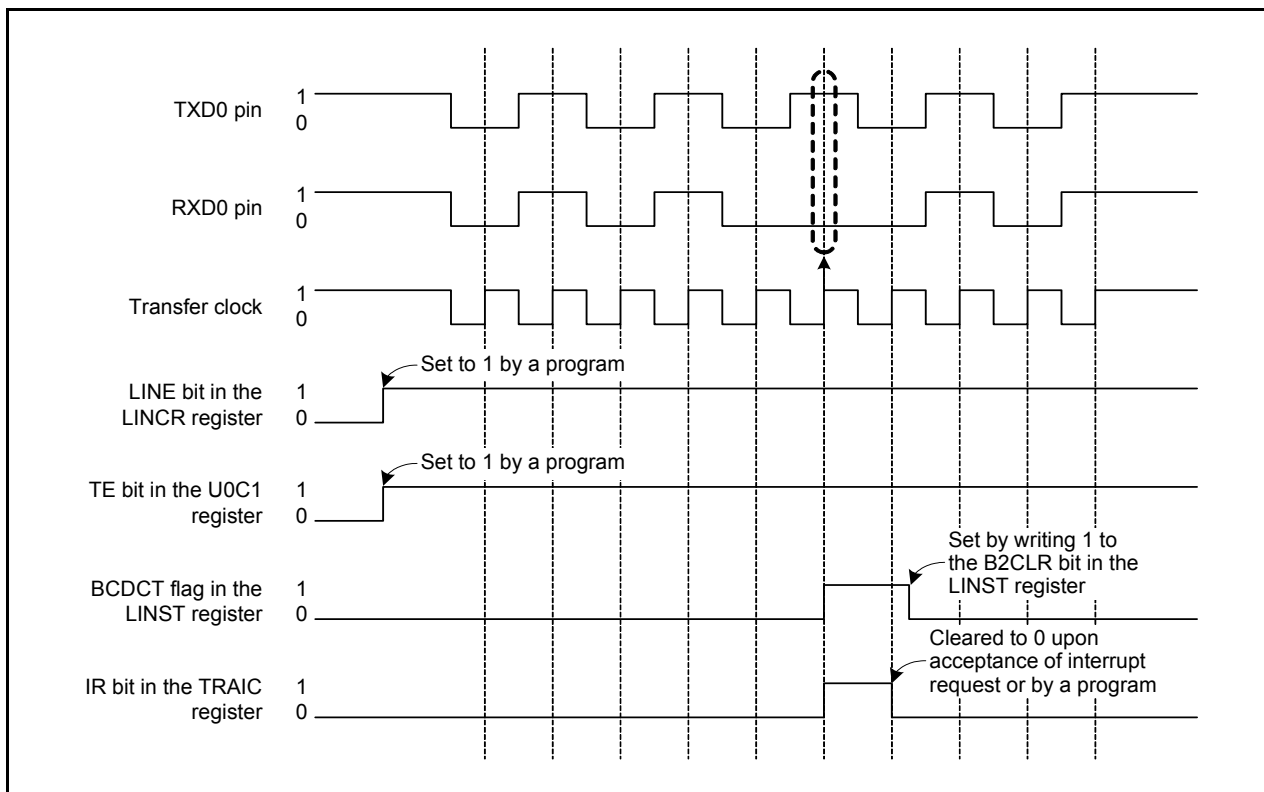 TXD0 pin
1
0
RXD0 pin
1
0
Transfer clock
1
0
Set to 1 by a program
LINE bit in the
LINCR register
1
0
Set to 1 by a program
TE bit in the U0C1
register
1
0
Set by writing 1 to
the B2CLR bit in the
LINST register
BCDCT flag in the
LINST register
1
0
Cleared to 0 upon
acceptance of interrupt
request or by a program
IR bit in the TRAIC
register
1
0